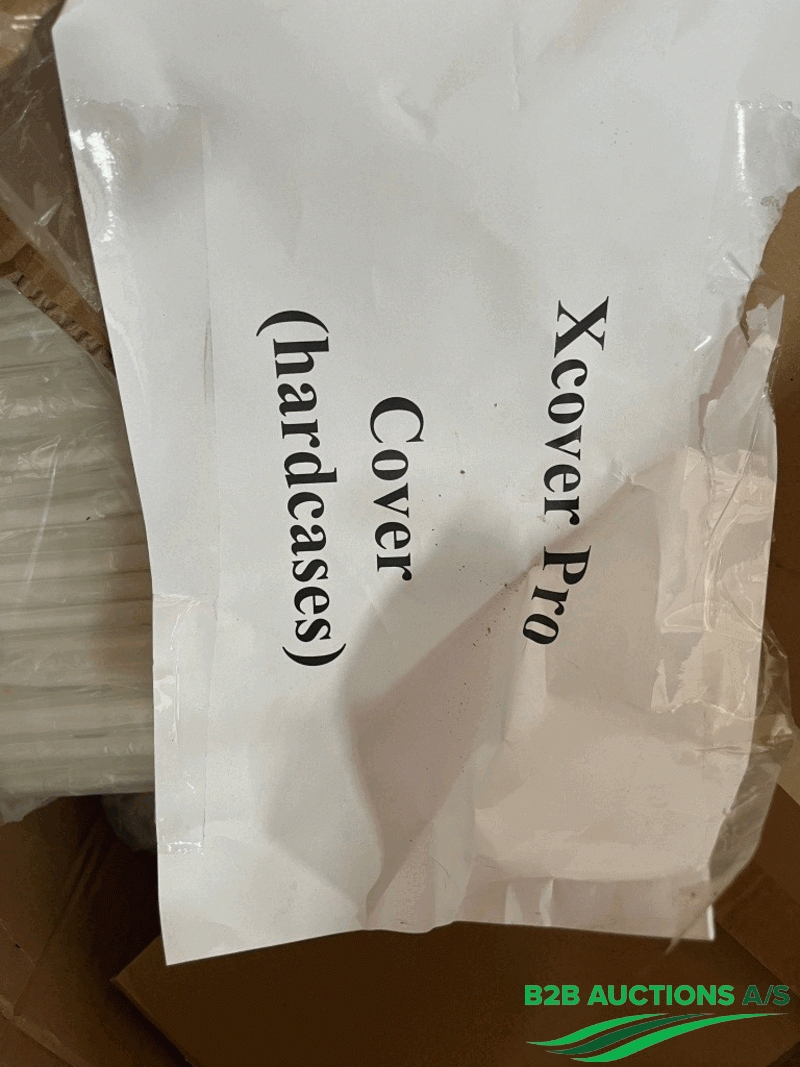 Xcover Pro
Cover
(hardcases)
B2B AUCTIONS A/S